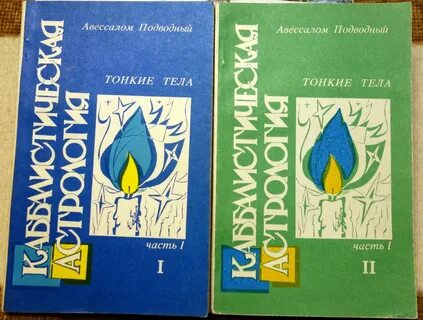 Авессалом Подводный
ТОНКИЕ ТЕЛА
КАББАЛИСТИЧЕСКАЯ
АСТРОЛОГИЯ
часть I
I
Авессалом Подводный
ТОНКИЕ ТЕЛА
КАББАЛИСТИЧЕСКАЯ
АСТРОЛОГИЯ
часть I
II